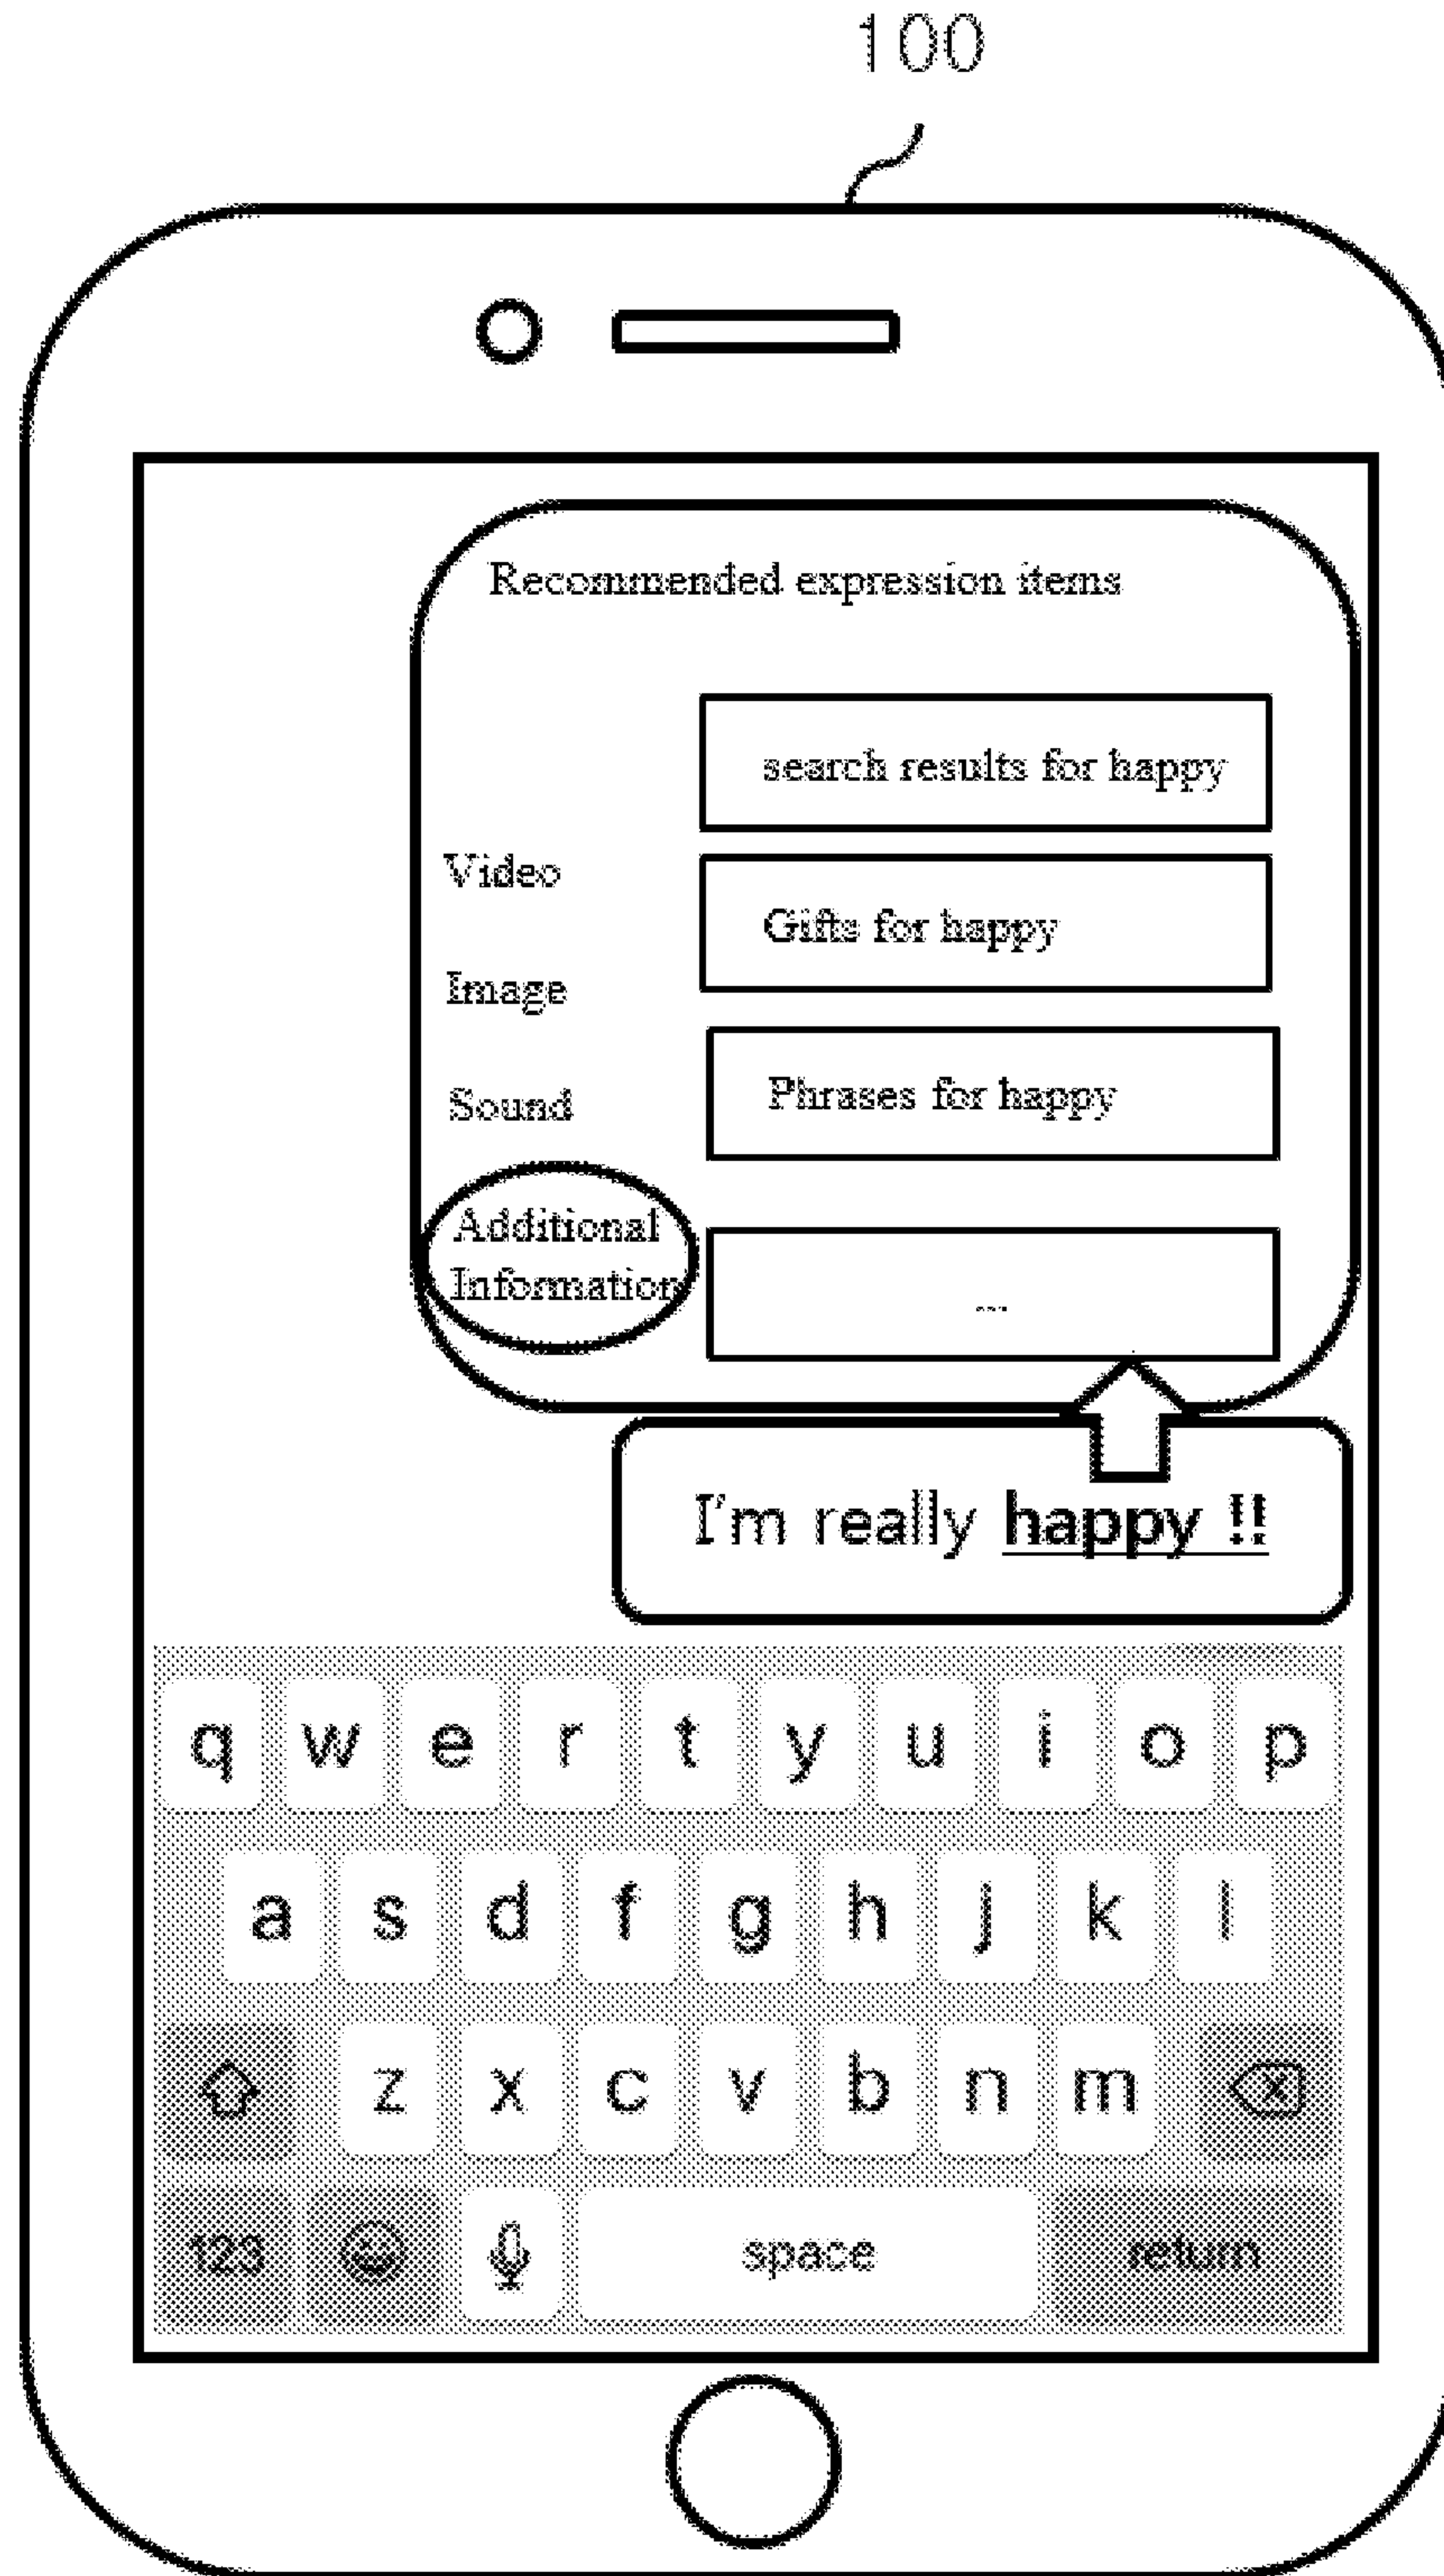 100
Recommended expression items
search results for happy
Video
Gifts for happy
Image
Phrases for happy
Sound
Additional
Information
...
I'm really happy !!
q w e r t y u i o p
a s d f g h j k l
z x c v b n m
123 space return